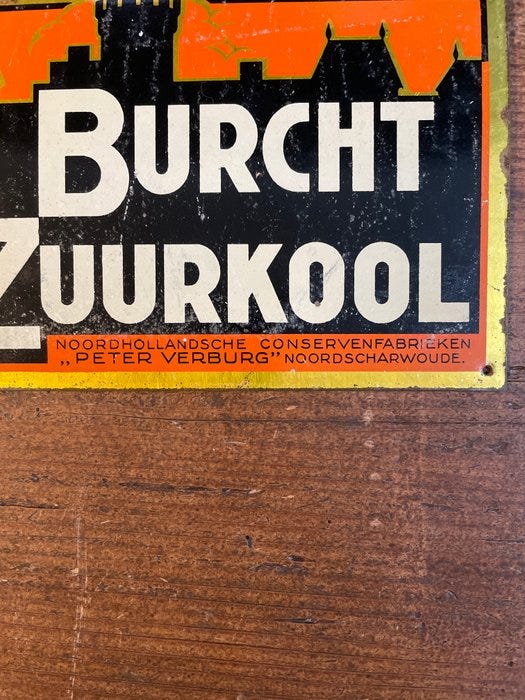 BURCHT
ZUURKOOL
NOORDHOLLANDSCHE CONSERVENFABRIEKEN
„PETER VERBURG” NOORDSCHARWOUDE.